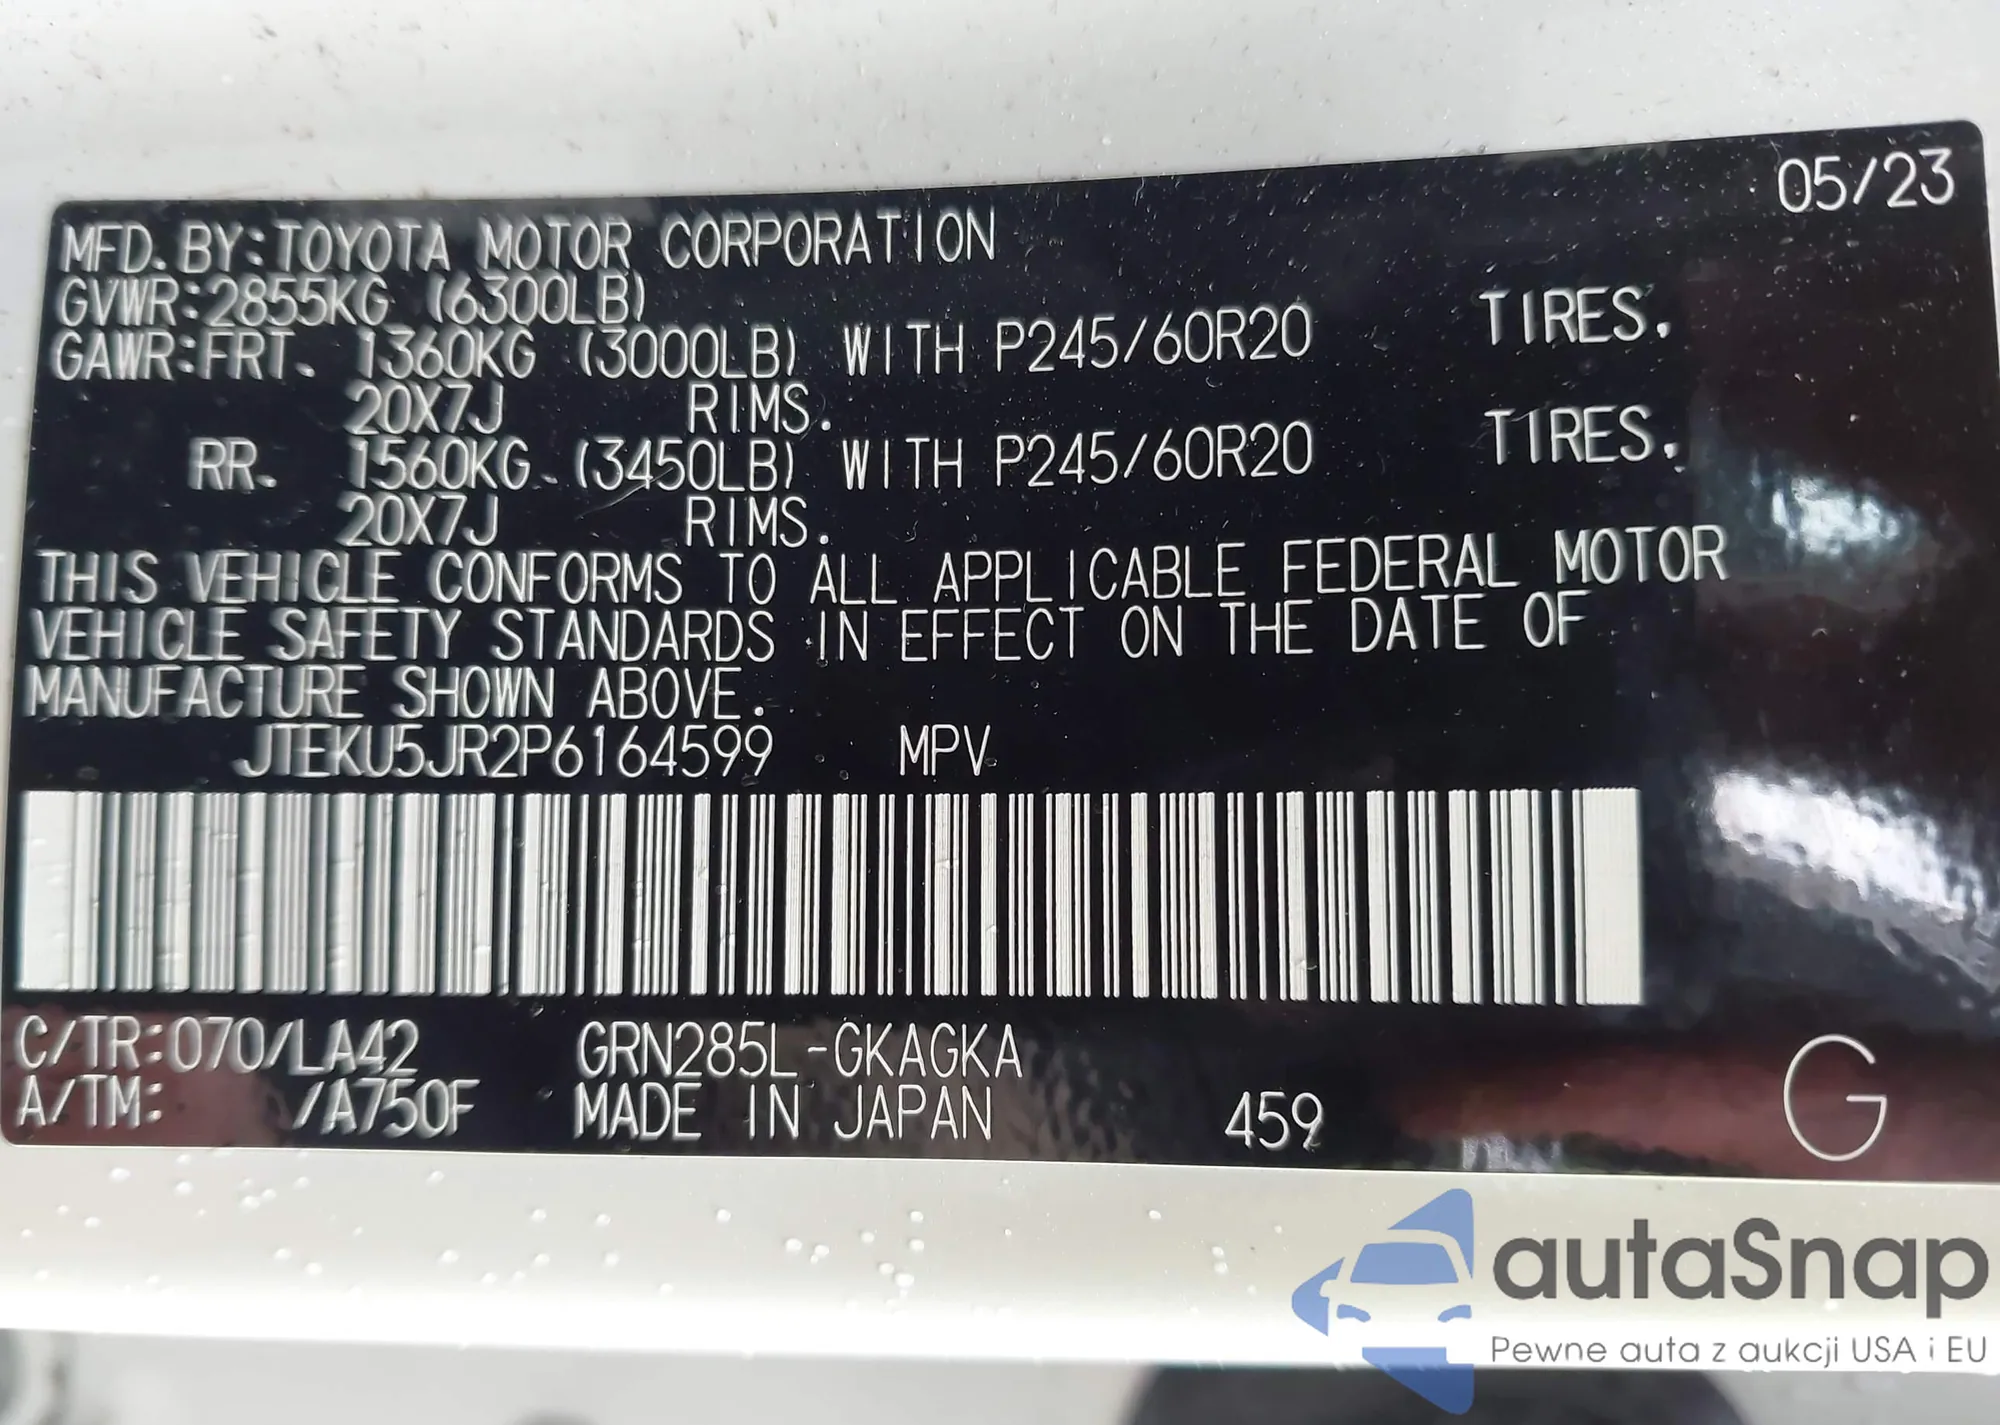 05/23
MFD. BY: TOYOTA MOTOR CORPORATION
GVWR: 2855KG (6300LB)
GAWR: FRT. 1360KG (3000LB) WITH P245/60R20 TIRES.
20X7J RIMS.
RR. 1560KG (3450LB) WITH P245/60R20 TIRES.
20X7J RIMS.
THIS VEHICLE CONFORMS TO ALL APPLICABLE FEDERAL MOTOR
VEHICLE SAFETY STANDARDS IN EFFECT ON THE DATE OF
MANUFACTURE SHOWN ABOVE.
JTEKU5JR2P6164599 MPV
C/TR: 070/LA42 GRN285L-GKAGKA
A/TM: /A750F MADE IN JAPAN 459 G
autoSnap
Pewne auta z aukcji USA i EU